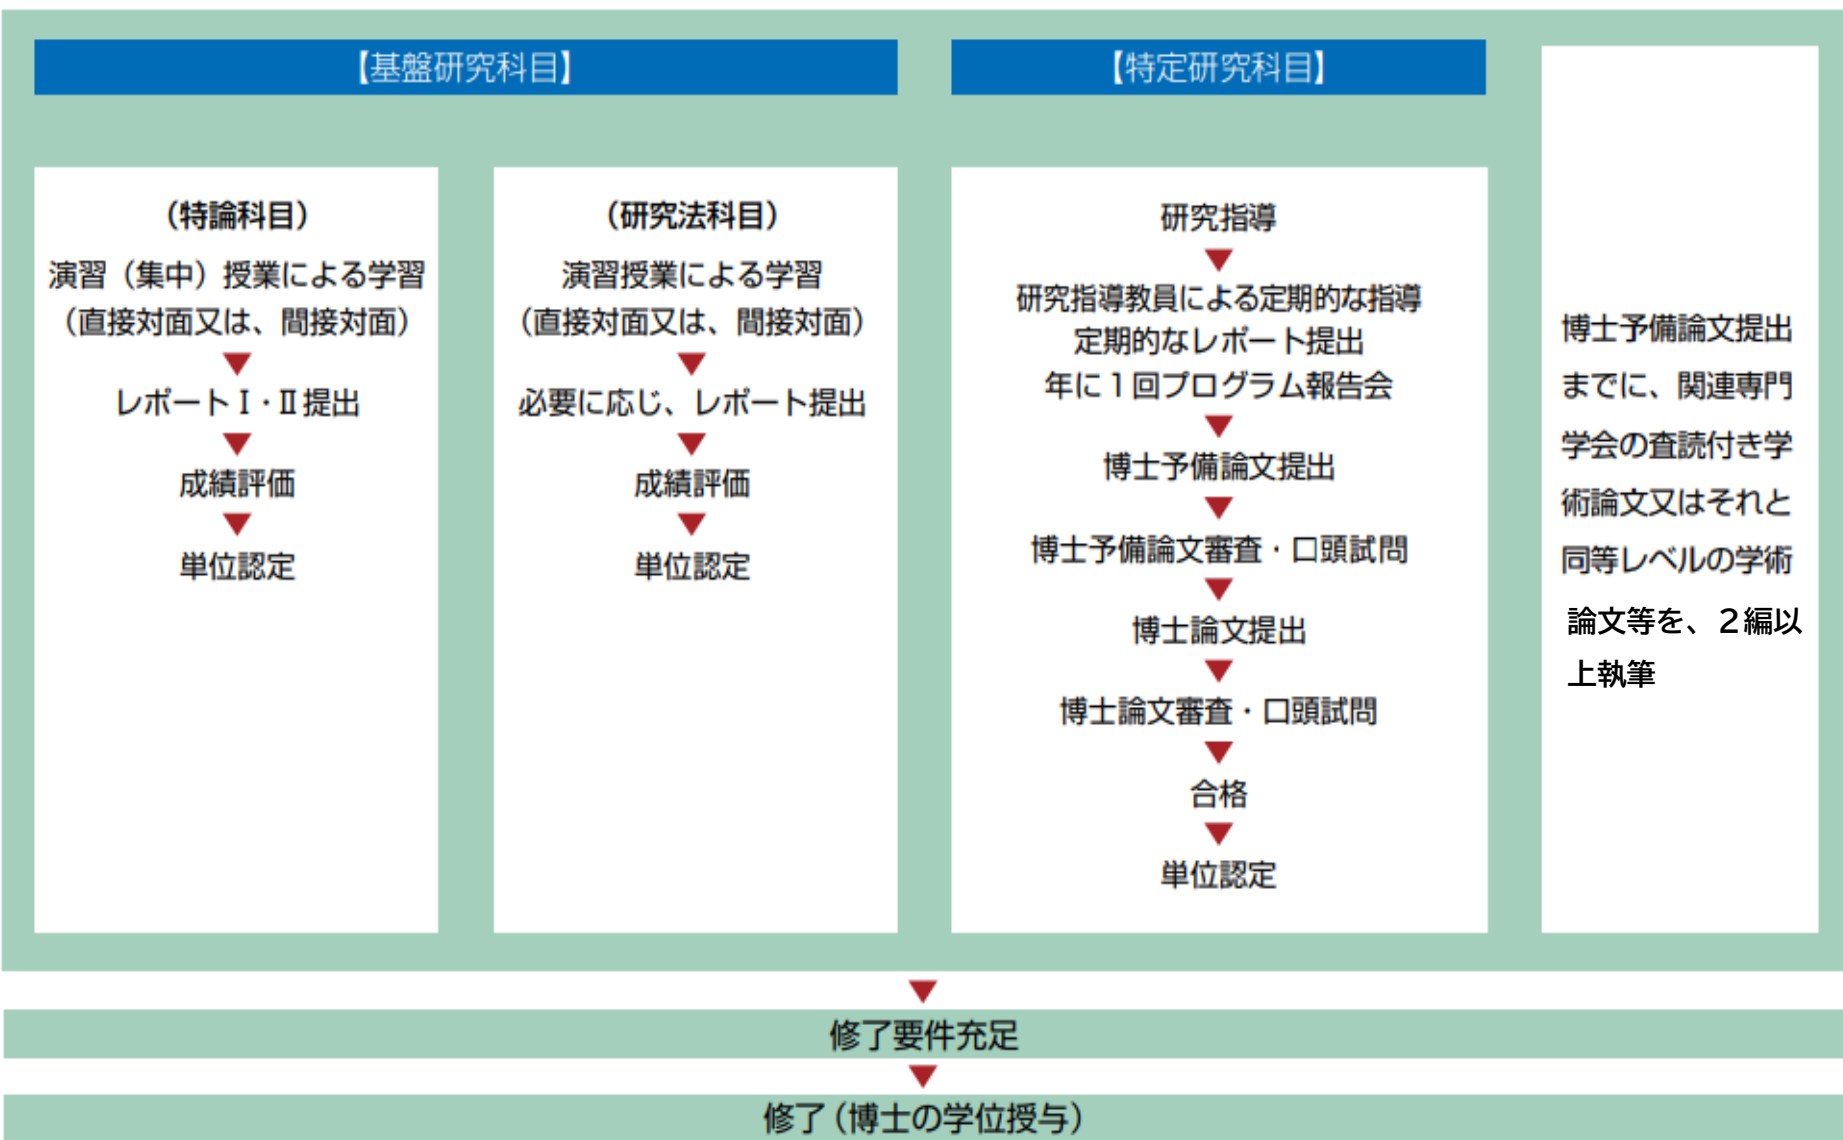 【基盤研究科目】
(特論科目)
演習（集中）授業による学習
（直接対面又は、間接対面）
▼
レポートⅠ・Ⅱ提出
▼
成績評価
▼
単位認定
(研究法科目)
演習授業による学習
（直接対面又は、間接対面）
▼
必要に応じ、レポート提出
▼
成績評価
▼
単位認定
【特定研究科目】
研究指導
▼
研究指導教員による定期的な指導
定期的なレポート提出
年に１回プログラム報告会
▼
博士予備論文提出
▼
博士予備論文審査・口頭試問
▼
博士論文提出
▼
博士論文審査・口頭試問
▼
合格
▼
単位認定
博士予備論文提出
までに、関連専門
学会の査読付き学
術論文又はそれと
同等レベルの学術
論文等を、２編以
上執筆
▼
修了要件充足
▼
修了(博士の学位授与)